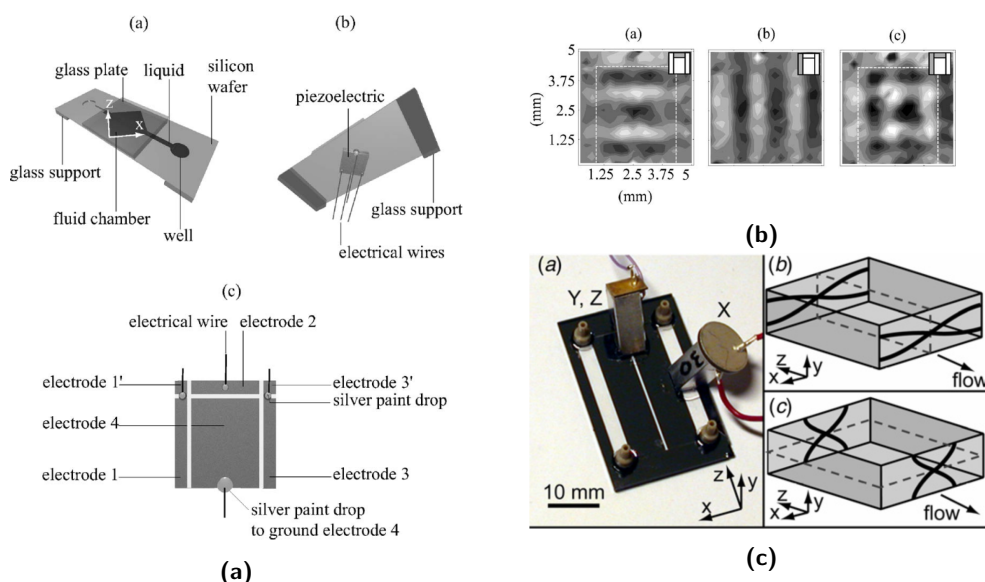 (a)
glass plate
liquid
silicon
wafer
z
x
glass support
fluid chamber
well
(b)
piezoelectric
glass support
electrical wires
(c)
electrical wire
electrode 2
electrode 1'
electrode 3'
silver paint drop
electrode 4
electrode 1
electrode 3
silver paint drop
to ground electrode 4
(a)
(a)
(b)
(c)
(mm)
5
3.75
2.5
1.25
1.25 2.5 3.75 5
(mm)
(b)
(a)
Y, Z
X
30
10 mm
z
y
x
(b)
z
y
x
flow
(c)
z
y
x
flow
(c)